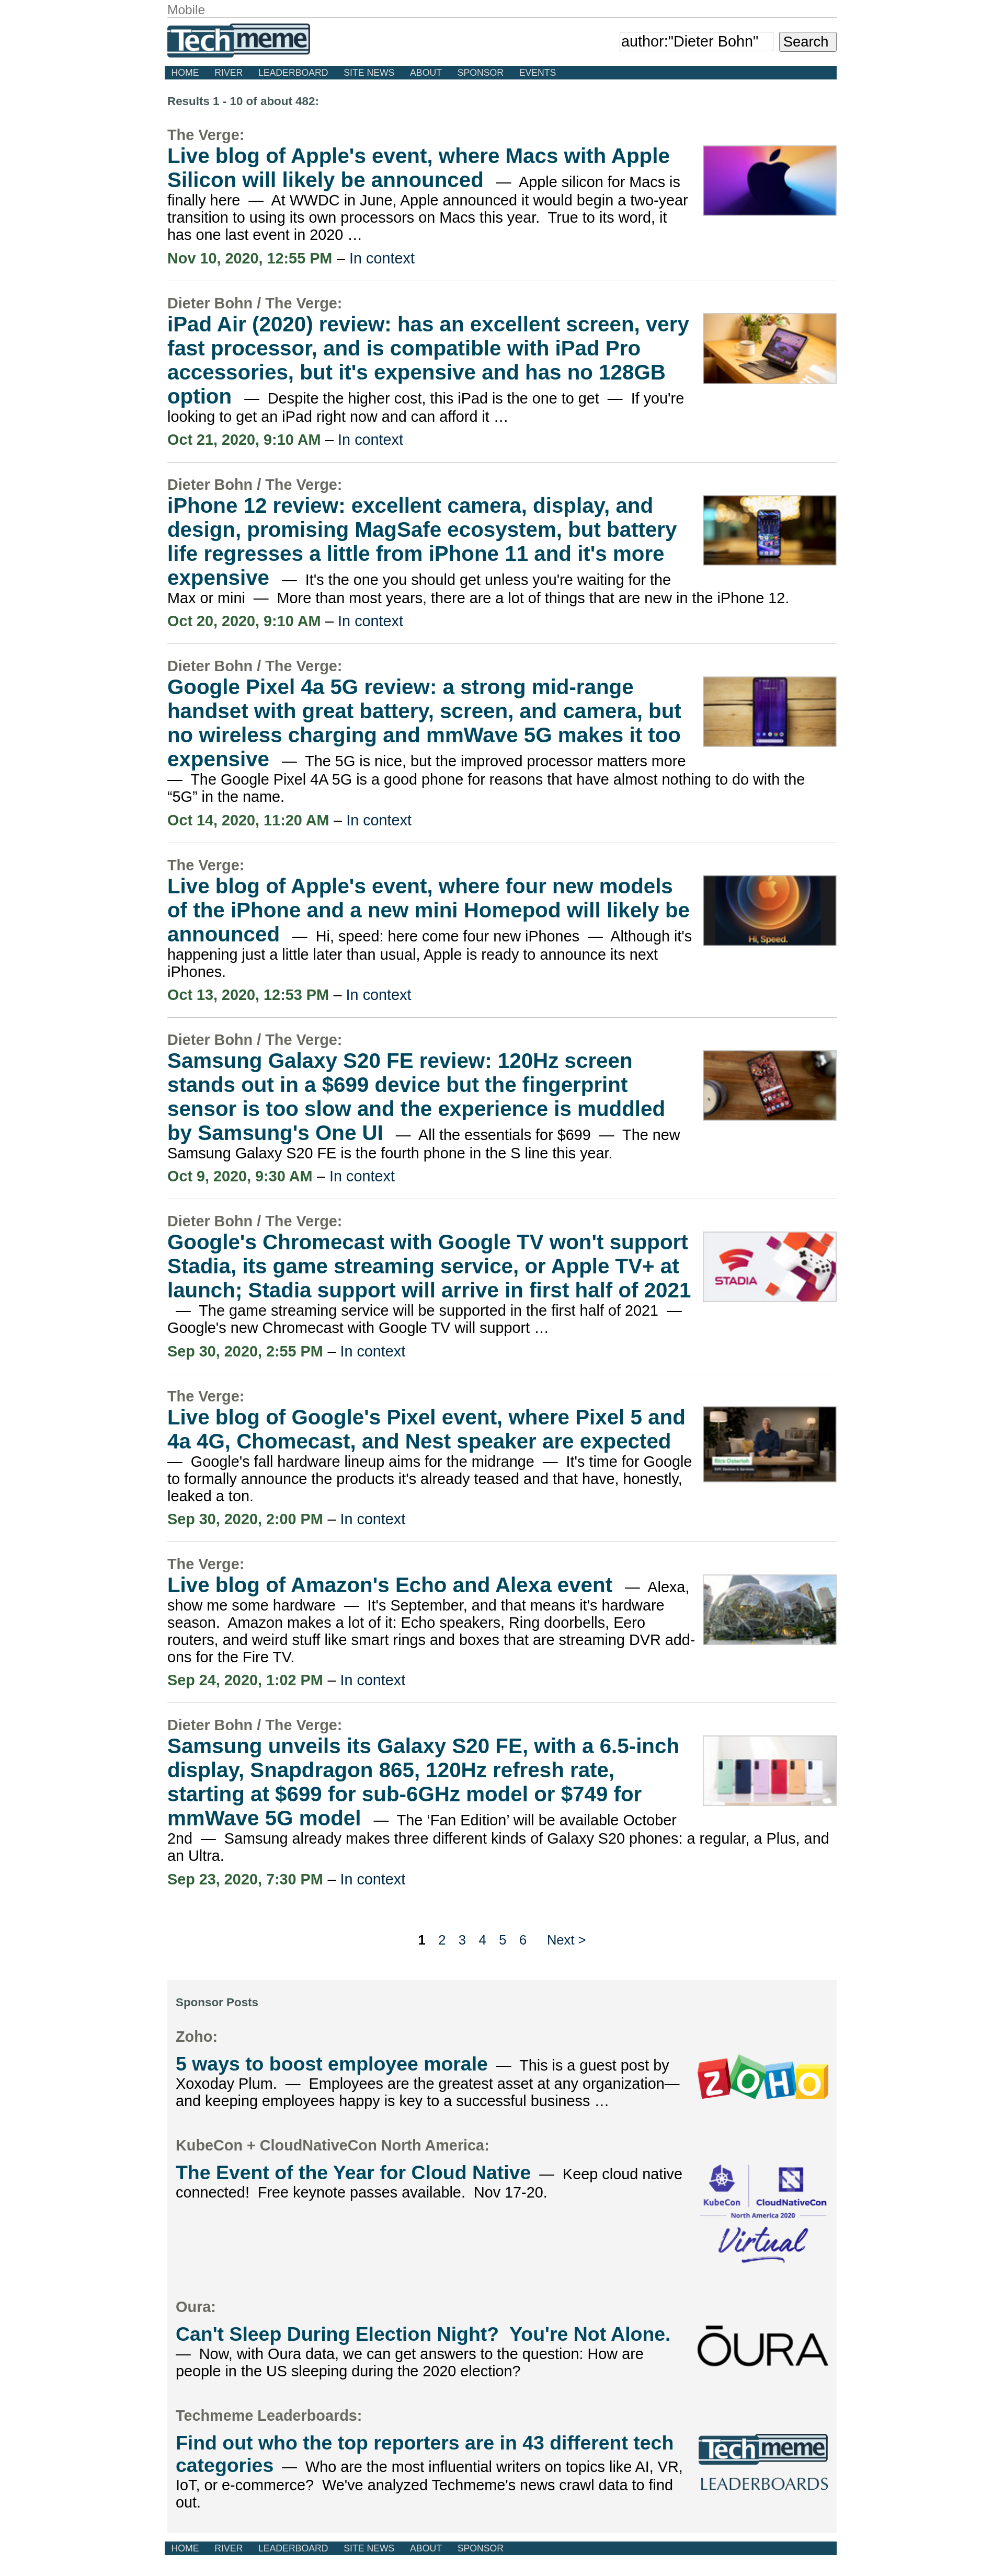 Mobile
Techmeme
author:"Dieter Bohn" Search
HOME RIVER LEADERBOARD SITE NEWS ABOUT SPONSOR EVENTS
Results 1 - 10 of about 482:
The Verge:
Live blog of Apple's event, where Macs with Apple
Silicon will likely be announced — Apple silicon for Macs is
finally here — At WWDC in June, Apple announced it would begin a two-year
transition to using its own processors on Macs this year. True to its word, it
has one last event in 2020 …
Nov 10, 2020, 12:55 PM – In context
Dieter Bohn / The Verge:
iPad Air (2020) review: has an excellent screen, very
fast processor, and is compatible with iPad Pro
accessories, but it's expensive and has no 128GB
option — Despite the higher cost, this iPad is the one to get — If you're
looking to get an iPad right now and can afford it …
Oct 21, 2020, 9:10 AM – In context
Dieter Bohn / The Verge:
iPhone 12 review: excellent camera, display, and
design, promising MagSafe ecosystem, but battery
life regresses a little from iPhone 11 and it's more
expensive — It's the one you should get unless you're waiting for the
Max or mini — More than most years, there are a lot of things that are new in the iPhone 12.
Oct 20, 2020, 9:10 AM – In context
Dieter Bohn / The Verge:
Google Pixel 4a 5G review: a strong mid-range
handset with great battery, screen, and camera, but
no wireless charging and mmWave 5G makes it too
expensive — The 5G is nice, but the improved processor matters more
— The Google Pixel 4A 5G is a good phone for reasons that have almost nothing to do with the
“5G” in the name.
Oct 14, 2020, 11:20 AM – In context
The Verge:
Live blog of Apple's event, where four new models
of the iPhone and a new mini Homepod will likely be
announced — Hi, speed: here come four new iPhones — Although it's
happening just a little later than usual, Apple is ready to announce its next
iPhones.
Hi, Speed.
Oct 13, 2020, 12:53 PM – In context
Dieter Bohn / The Verge:
Samsung Galaxy S20 FE review: 120Hz screen
stands out in a $699 device but the fingerprint
sensor is too slow and the experience is muddled
by Samsung's One UI — All the essentials for $699 — The new
Samsung Galaxy S20 FE is the fourth phone in the S line this year.
Oct 9, 2020, 9:30 AM – In context
Dieter Bohn / The Verge:
Google's Chromecast with Google TV won't support
Stadia, its game streaming service, or Apple TV+ at
launch; Stadia support will arrive in first half of 2021
— The game streaming service will be supported in the first half of 2021 —
Google's new Chromecast with Google TV will support …
STADIA
Sep 30, 2020, 2:55 PM – In context
The Verge:
Live blog of Google's Pixel event, where Pixel 5 and
4a 4G, Chomecast, and Nest speaker are expected
— Google's fall hardware lineup aims for the midrange — It's time for Google
to formally announce the products it's already teased and that have, honestly,
leaked a ton.
Rick Osterloh
Sep 30, 2020, 2:00 PM – In context
The Verge:
Live blog of Amazon's Echo and Alexa event — Alexa,
show me some hardware — It's September, and that means it's hardware
season. Amazon makes a lot of it: Echo speakers, Ring doorbells, Eero
routers, and weird stuff like smart rings and boxes that are streaming DVR add-
ons for the Fire TV.
Sep 24, 2020, 1:02 PM – In context
Dieter Bohn / The Verge:
Samsung unveils its Galaxy S20 FE, with a 6.5-inch
display, Snapdragon 865, 120Hz refresh rate,
starting at $699 for sub-6GHz model or $749 for
mmWave 5G model — The ‘Fan Edition’ will be available October
2nd — Samsung already makes three different kinds of Galaxy S20 phones: a regular, a Plus, and
an Ultra.
Sep 23, 2020, 7:30 PM – In context
1 2 3 4 5 6 Next >
Sponsor Posts
Zoho:
5 ways to boost employee morale — This is a guest post by
Xoxoday Plum. — Employees are the greatest asset at any organization—
and keeping employees happy is key to a successful business …
ZOHO
KubeCon + CloudNativeCon North America:
The Event of the Year for Cloud Native — Keep cloud native
connected! Free keynote passes available. Nov 17-20.
KubeCon CloudNativeCon
North America 2020
Virtual
Oura:
Can't Sleep During Election Night? You're Not Alone.
— Now, with Oura data, we can get answers to the question: How are
people in the US sleeping during the 2020 election?
ŌURA
Techmeme Leaderboards:
Find out who the top reporters are in 43 different tech
categories — Who are the most influential writers on topics like AI, VR,
IoT, or e-commerce? We've analyzed Techmeme's news crawl data to find
out.
Techmeme
LEADERBOARDS
HOME RIVER LEADERBOARD SITE NEWS ABOUT SPONSOR